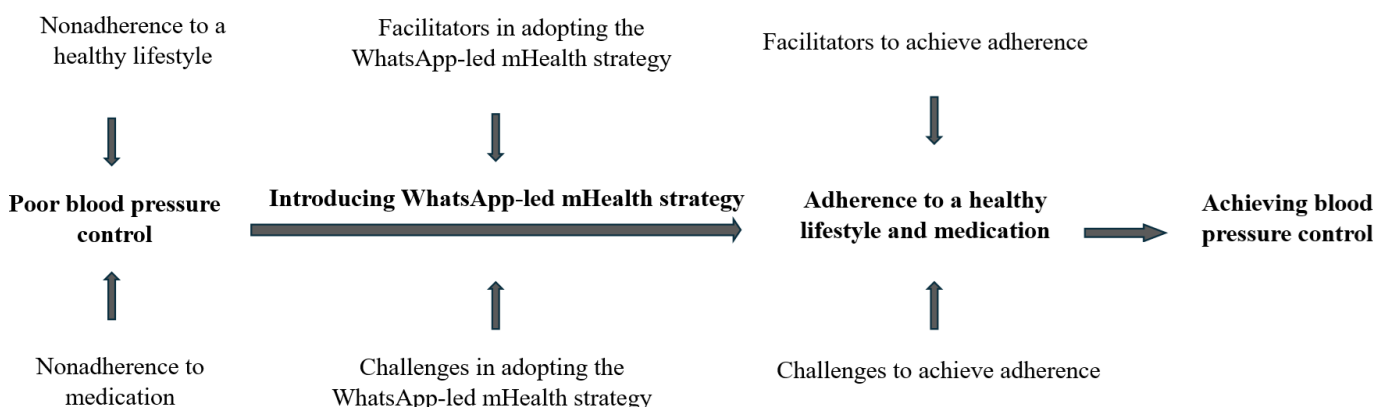 Nonadherence to a
healthy lifestyle
Facilitators in adopting the
WhatsApp-led mHealth strategy
Facilitators to achieve adherence
Poor blood pressure
control
Introducing WhatsApp-led mHealth strategy
Adherence to a healthy
lifestyle and medication
Achieving blood
pressure control
Nonadherence to
medication
Challenges in adopting the
WhatsApp-led mHealth strategy
Challenges to achieve adherence